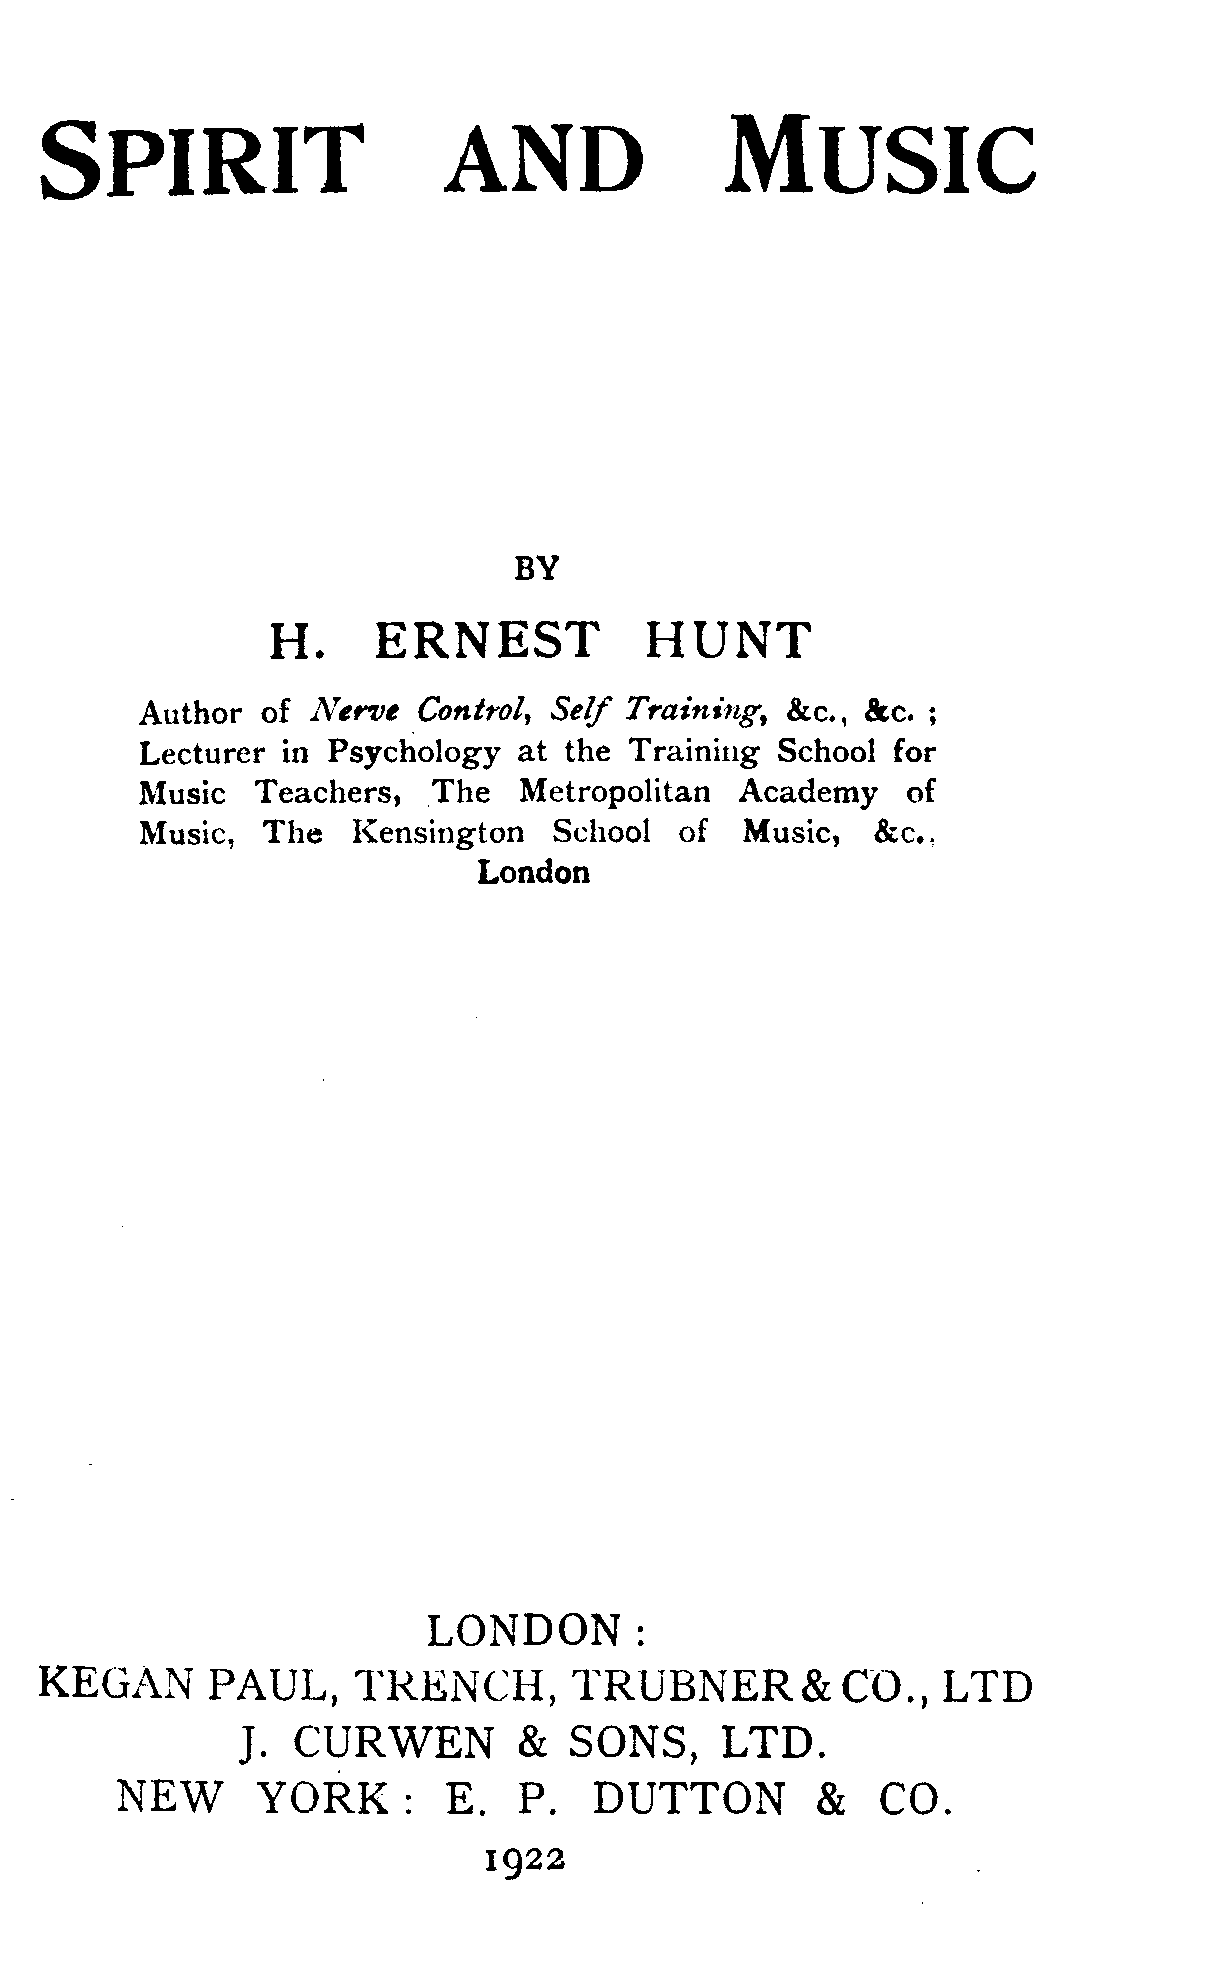 SPIRIT AND MUSIC
BY
H. ERNEST HUNT
Author of Nerve Control, Self Training, &c., &c. ;
Lecturer in Psychology at the Training School for
Music Teachers, The Metropolitan Academy of
Music, The Kensington School of Music, &c.,
London
LONDON :
KEGAN PAUL, TRENCH, TRUBNER & CO., LTD
J. CURWEN & SONS, LTD.
NEW YORK : E. P. DUTTON & CO.
1922